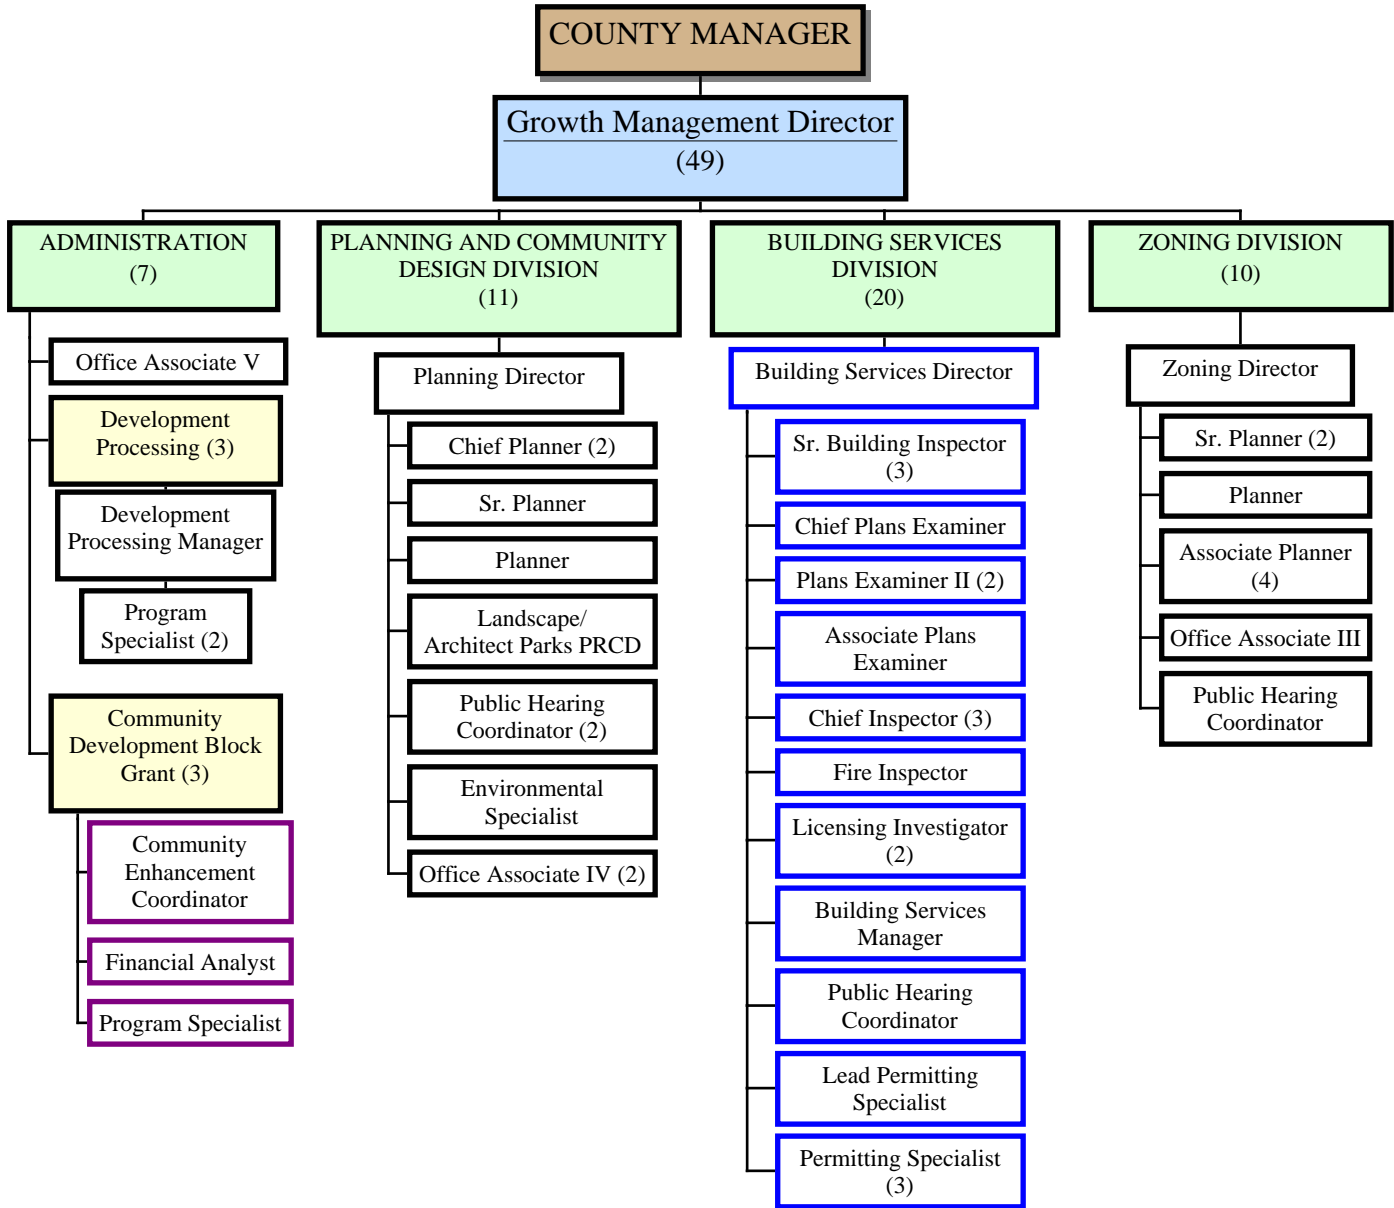 COUNTY MANAGER
Growth Management Director
(49)
ADMINISTRATION
(7)
Office Associate V
Development
Processing (3)
Development
Processing Manager
Program
Specialist (2)
Community
Development Block
Grant (3)
Community
Enhancement
Coordinator
Financial Analyst
Program Specialist
PLANNING AND COMMUNITY
DESIGN DIVISION
(11)
Planning Director
Chief Planner (2)
Sr. Planner
Planner
Landscape/
Architect Parks PRCD
Public Hearing
Coordinator (2)
Environmental
Specialist
Office Associate IV (2)
BUILDING SERVICES
DIVISION
(20)
Building Services Director
Sr. Building Inspector
(3)
Chief Plans Examiner
Plans Examiner II (2)
Associate Plans
Examiner
Chief Inspector (3)
Fire Inspector
Licensing Investigator
(2)
Building Services
Manager
Public Hearing
Coordinator
Lead Permitting
Specialist
Permitting Specialist
(3)
ZONING DIVISION
(10)
Zoning Director
Sr. Planner (2)
Planner
Associate Planner
(4)
Office Associate III
Public Hearing
Coordinator